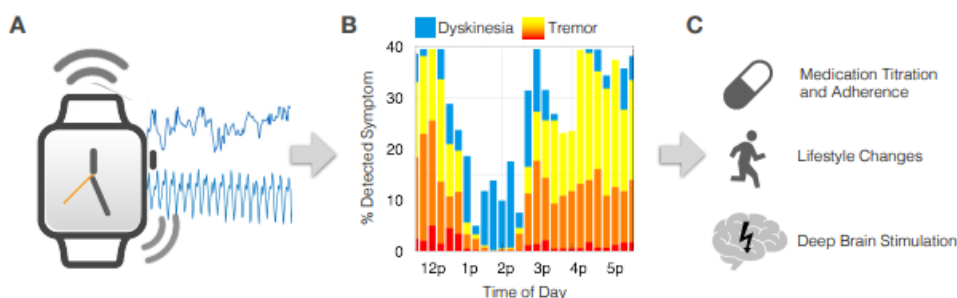 A
B
Dyskinesia Tremor
% Detected Symptom
40
30
20
10
0
12p 1p 2p 3p 4p 5p
Time of Day
C
Medication Titration
and Adherence
Lifestyle Changes
Deep Brain Stimulation